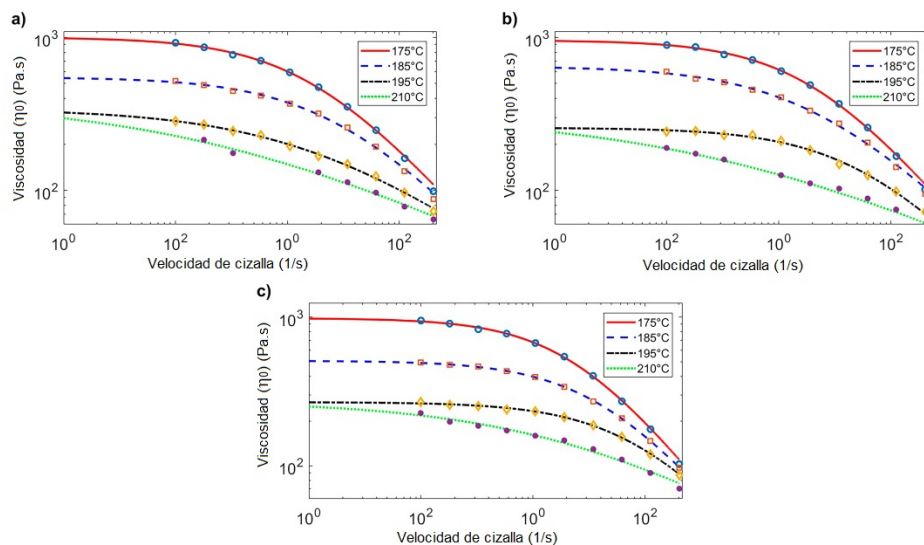 a)
Viscosidad (η0) (Pa.s)
10³
10²
175°C
185°C
195°C
210°C
10⁰ 10² 10⁰ 10²
Velocidad de cizalla (1/s)
b)
Viscosidad (η0) (Pa.s)
10³
10²
175°C
185°C
195°C
210°C
10⁰ 10² 10⁰ 10²
Velocidad de cizalla (1/s)
c)
Viscosidad (η0) (Pa.s)
10³
10²
175°C
185°C
195°C
210°C
10⁰ 10² 10⁰ 10²
Velocidad de cizalla (1/s)